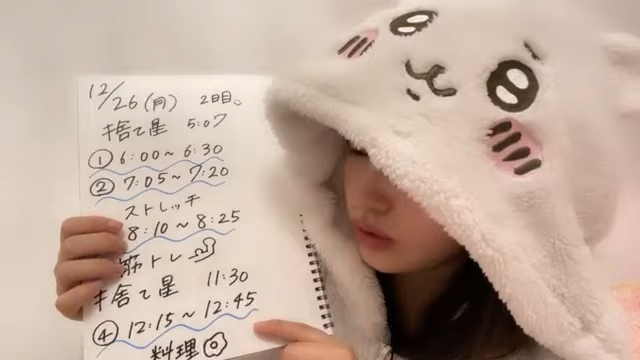 12/26(月) 2日目
捨て星 5:07
① 6:00~6:30
② 7:05~7:20
ストレッチ
8:10~8:25
筋トレ
捨て星 11:30
④ 12:15~12:45
料理